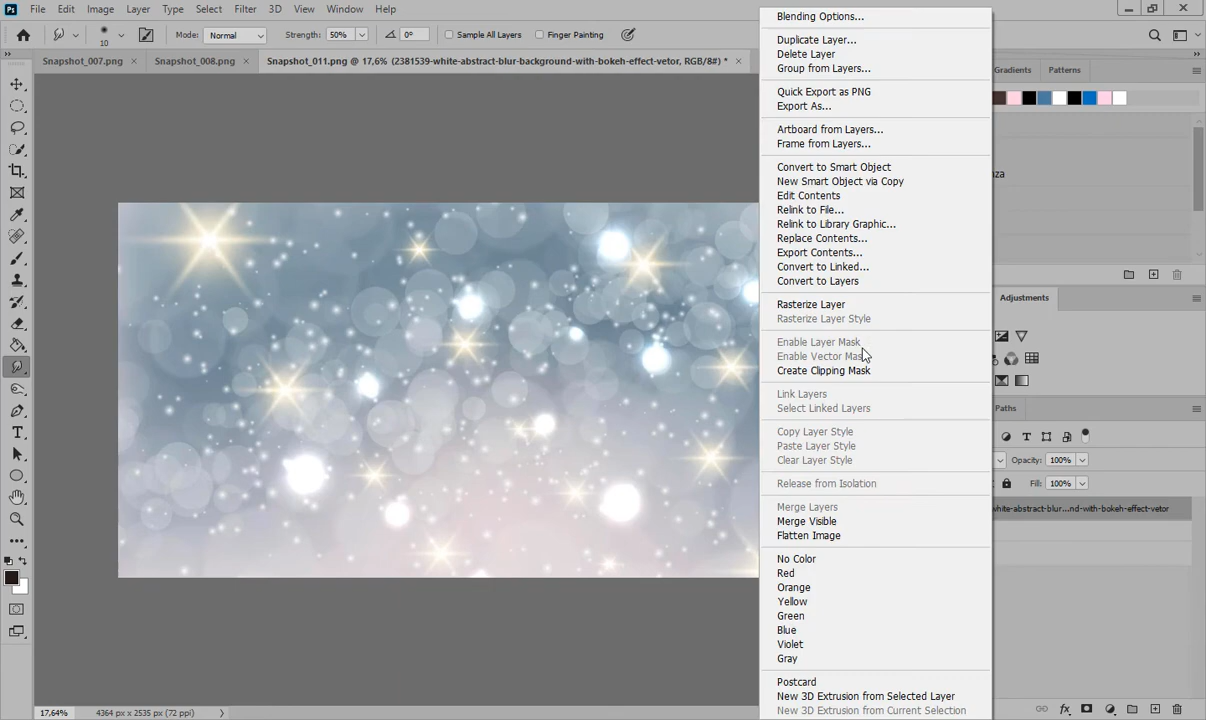 Ps File Edit Image Layer Type Select Filter 3D View Window Help
10 Mode: Normal Strength: 50% 0° Sample All Layers Finger Painting
Snapshot_007.png × Snapshot_008.png × Snapshot_011.png @ 17,6% (2381539-white-abstract-blur-background-with-bokeh-effect-vetor, RGB/8#) * ×
Blending Options...
Duplicate Layer...
Delete Layer
Group from Layers...
Quick Export as PNG
Export As...
Artboard from Layers...
Frame from Layers...
Convert to Smart Object
New Smart Object via Copy
Edit Contents
Relink to File...
Relink to Library Graphic...
Replace Contents...
Export Contents...
Convert to Linked...
Convert to Layers
Rasterize Layer
Rasterize Layer Style
Enable Layer Mask
Enable Vector Mas
Create Clipping Mask
Link Layers
Select Linked Layers
Copy Layer Style
Paste Layer Style
Clear Layer Style
Release from Isolation
Merge Layers
Merge Visible
Flatten Image
No Color
Red
Orange
Yellow
Green
Blue
Violet
Gray
Postcard
New 3D Extrusion from Selected Layer
New 3D Extrusion from Current Selection
Gradients Patterns
nza
Adjustments
Paths
Opacity: 100%
Fill: 100%
white-abstract-blur...nd-with-bokeh-effect-vetor
17,64% 4364 px x 2535 px (72 ppi)